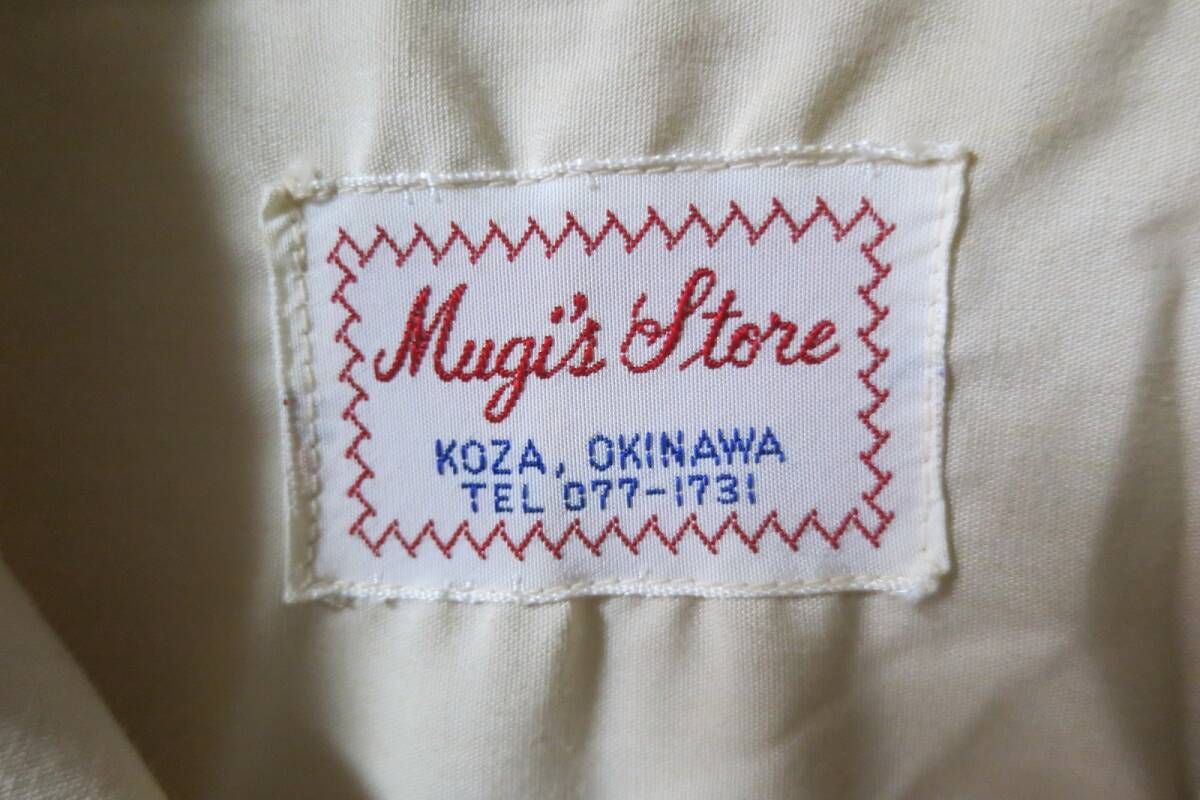 Mugi's Store
KOZA, OKINAWA
TEL 077-1731